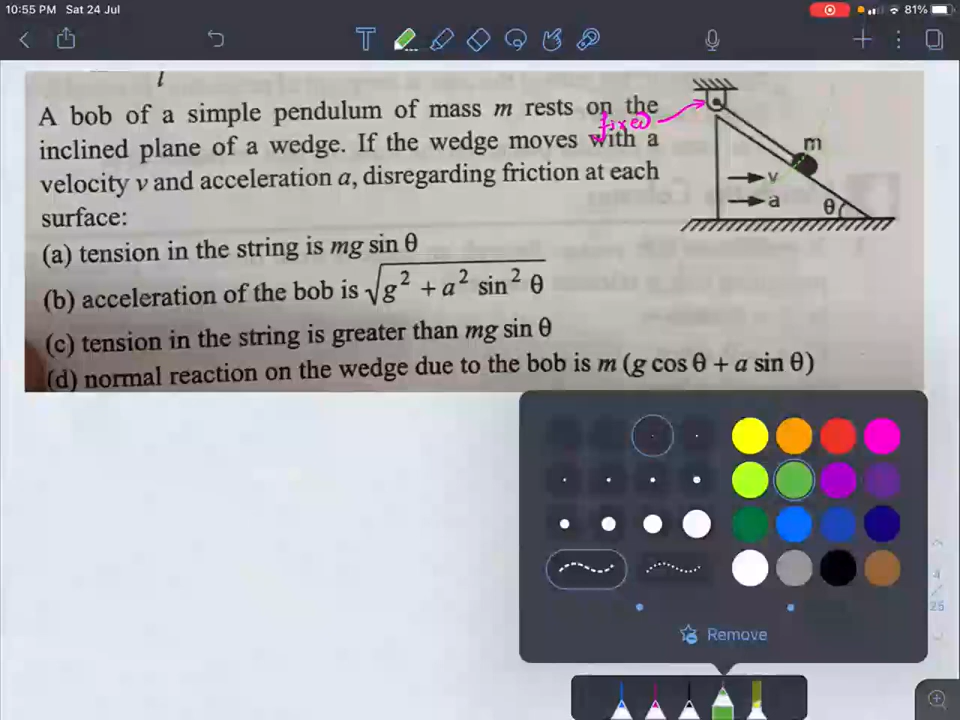 10:55 PM Sat 24 Jul
81%
T
l
A bob of a simple pendulum of mass m rests on the
fixed
inclined plane of a wedge. If the wedge moves with a
velocity v and acceleration a, disregarding friction at each
surface:
(a) tension in the string is mg sin θ
(b) acceleration of the bob is √g² + a² sin² θ
(c) tension in the string is greater than mg sin θ
(d) normal reaction on the wedge due to the bob is m (g cos θ + a sin θ)
m
v
a
θ
4
25
Remove